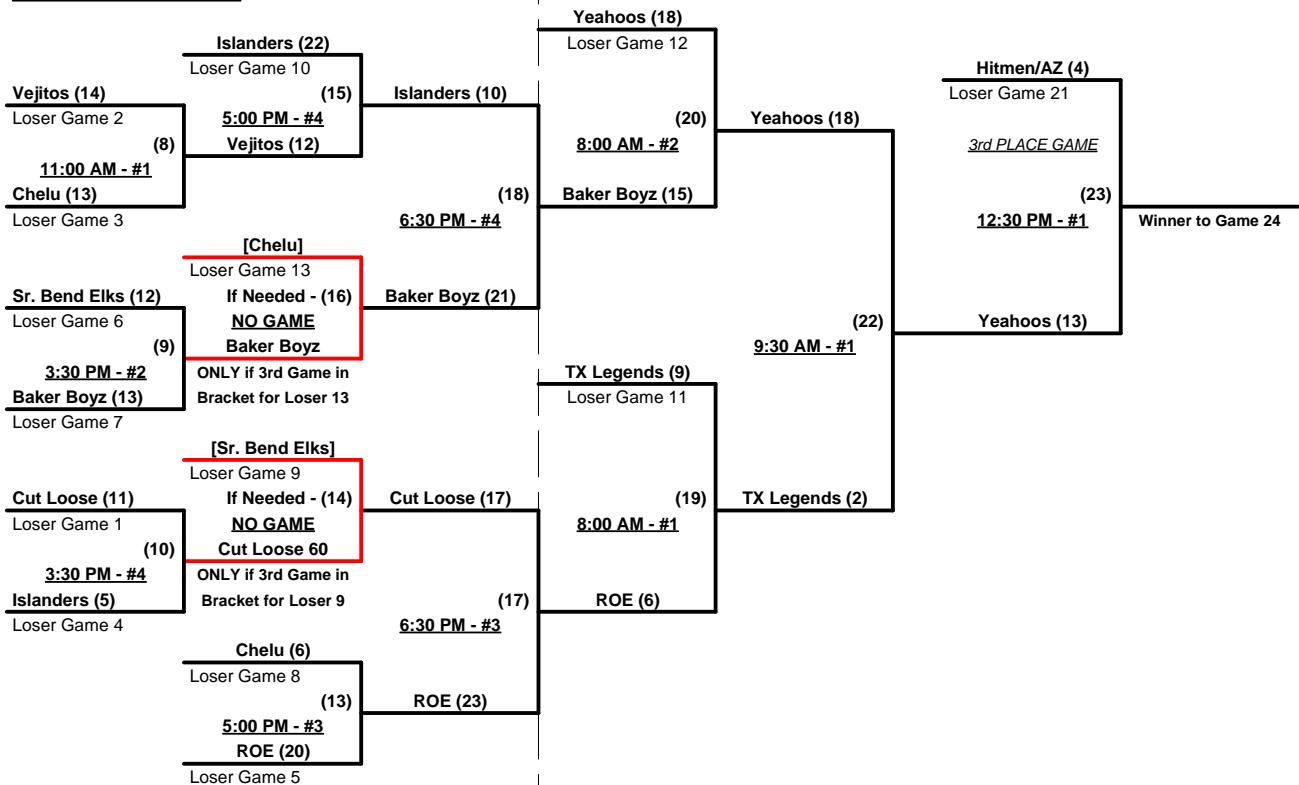 Yeahoos (18)
Loser Game 12
Islanders (22)
Loser Game 10
Hitmen/AZ (4)
Loser Game 21
Vejitos (14)
Loser Game 2
(15)
5:00 PM - #4
Islanders (10)
(20)
8:00 AM - #2
Yeahoos (18)
3rd PLACE GAME
(8)
11:00 AM - #1
Vejitos (12)
Chelu (13)
Loser Game 3
(18)
6:30 PM - #4
Baker Boyz (15)
(23)
12:30 PM - #1
Winner to Game 24
[Chelu]
Loser Game 13
Sr. Bend Elks (12)
Loser Game 6
If Needed - (16)
NO GAME
Baker Boyz
Baker Boyz (21)
(22)
9:30 AM - #1
Yeahoos (13)
(9)
3:30 PM - #2
ONLY if 3rd Game in
Bracket for Loser 13
Baker Boyz (13)
Loser Game 7
TX Legends (9)
Loser Game 11
[Sr. Bend Elks]
Loser Game 9
Cut Loose (11)
Loser Game 1
If Needed - (14)
NO GAME
Cut Loose 60
Cut Loose (17)
(19)
8:00 AM - #1
TX Legends (2)
(10)
3:30 PM - #4
ONLY if 3rd Game in
Bracket for Loser 9
Islanders (5)
Loser Game 4
(17)
6:30 PM - #3
ROE (6)
Chelu (6)
Loser Game 8
(13)
5:00 PM - #3
ROE (23)
ROE (20)
Loser Game 5